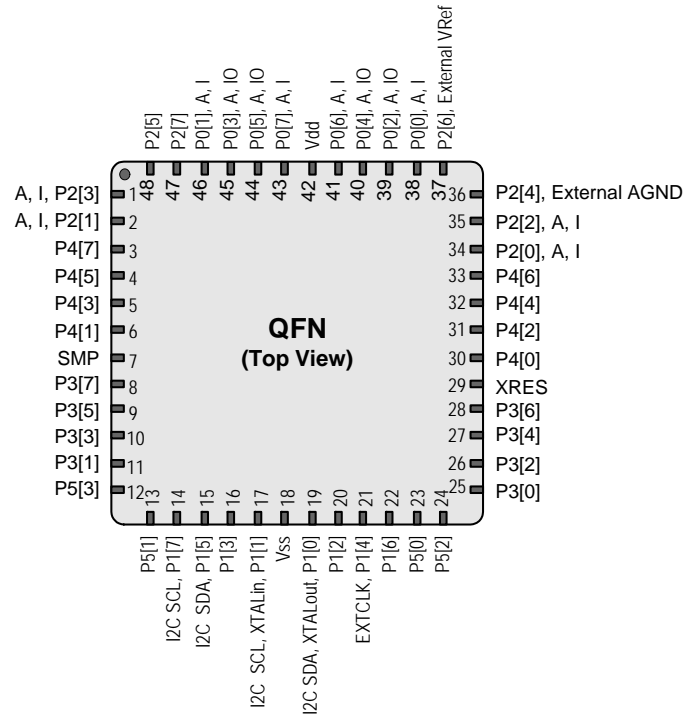 P2[5]
P2[7]
P0[1], A, I
P0[3], A, IO
P0[5], A, IO
P0[7], A, I
Vdd
P0[6], A, I
P0[4], A, IO
P0[2], A, IO
P0[0], A, I
P2[6], External VRef
48
47
46
45
44
43
42
41
40
39
38
37
A, I, P2[3] 1
A, I, P2[1] 2
P4[7] 3
P4[5] 4
P4[3] 5
P4[1] 6
SMP 7
P3[7] 8
P3[5] 9
P3[3] 10
P3[1] 11
P5[3] 12
QFN
(Top View)
36 P2[4], External AGND
35 P2[2], A, I
34 P2[0], A, I
33 P4[6]
32 P4[4]
31 P4[2]
30 P4[0]
29 XRES
28 P3[6]
27 P3[4]
26 P3[2]
25 P3[0]
13
14
15
16
17
18
19
20
21
22
23
24
P5[1]
I2C SCL, P1[7]
I2C SDA, P1[5]
P1[3]
I2C SCL, XTALin, P1[1]
Vss
I2C SDA, XTALout, P1[0]
P1[2]
EXTCLK, P1[4]
P1[6]
P5[0]
P5[2]